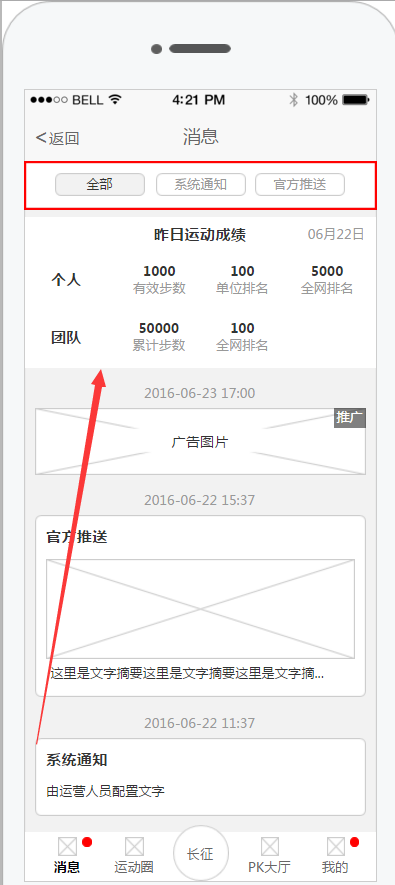 BELL 4:21 PM 100%
<返回 消息
全部 系统通知 官方推送
昨日运动成绩 06月22日
个人 1000 100 5000
有效步数 单位排名 全网排名
团队 50000 100
累计步数 全网排名
2016-06-23 17:00
推广
广告图片
2016-06-22 15:37
官方推送
这里是文字摘要这里是文字摘要这里是文字摘...
2016-06-22 11:37
系统通知
由运营人员配置文字
消息 运动圈 长征 PK大厅 我的